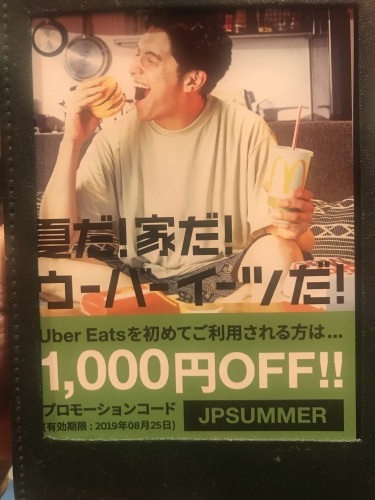 夏だ！家だ！
ウーバーイーツだ！
Uber Eatsを初めてご利用される方は...
1,000円OFF!!
プロモーションコード
JPSUMMER
(有効期限：2019年08月25日)